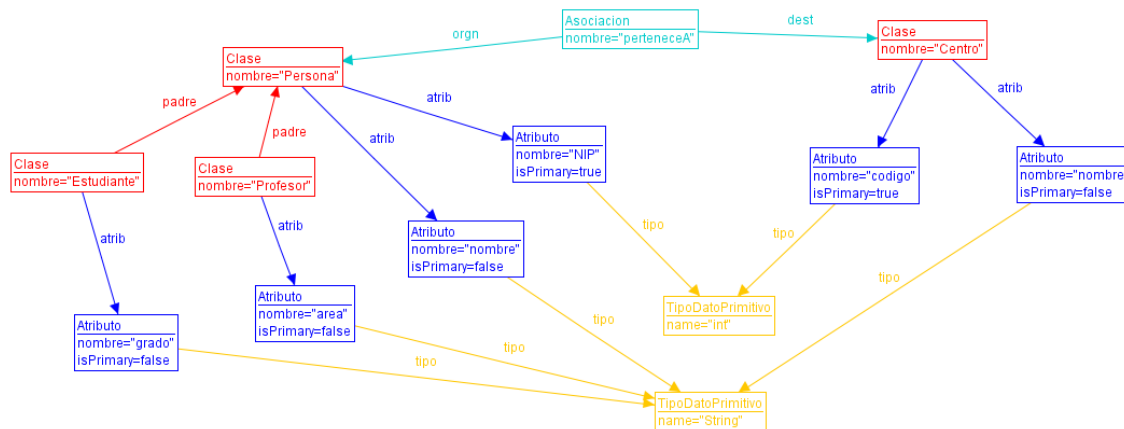 Asociacion
nombre="perteneceA"
orgn
dest
Clase
nombre="Centro"
Clase
nombre="Persona"
padre
atrib
atrib
atrib
atrib
padre
Atributo
nombre="NIP"
isPrimary=true
Clase
nombre="Estudiante"
Clase
nombre="Profesor"
Atributo
nombre="codigo"
isPrimary=true
Atributo
nombre="nombre
isPrimary=false
atrib
atrib
tipo
tipo
tipo
Atributo
nombre="nombre"
isPrimary=false
Atributo
nombre="grado"
isPrimary=false
Atributo
nombre="area"
isPrimary=false
TipoDatoPrimitivo
name="int"
tipo
tipo
tipo
TipoDatoPrimitivo
name="String"